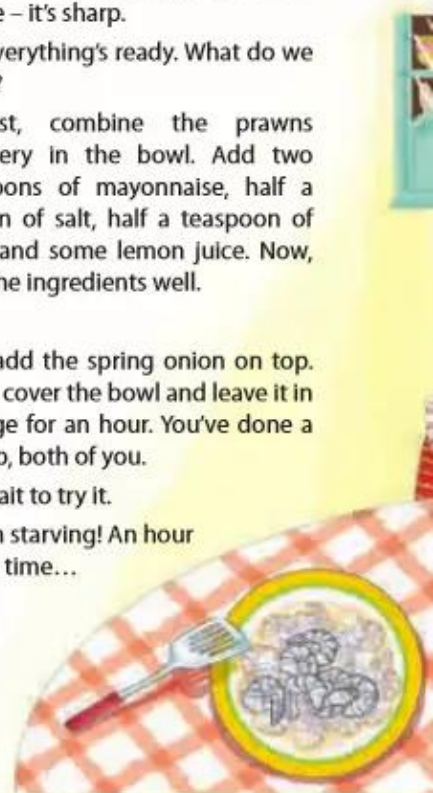 e – it's sharp.
verything's ready. What do we
?
st, combine the prawns
ery in the bowl. Add two
oons of mayonnaise, half a
n of salt, half a teaspoon of
and some lemon juice. Now,
he ingredients well.
add the spring onion on top.
cover the bowl and leave it in
ge for an hour. You've done a
b, both of you.
ait to try it.
n starving! An hour
time...